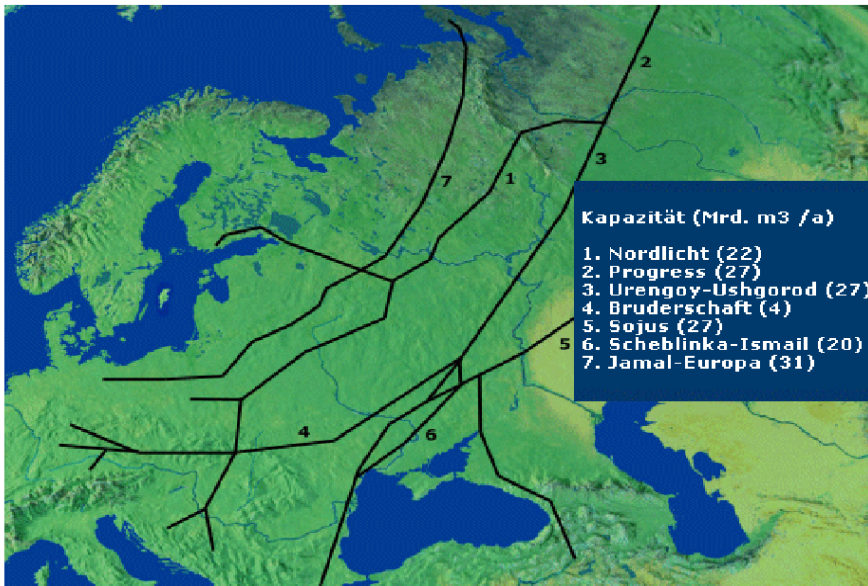 2
3
1
7
Kapazität (Mrd. m3 /a)
1. Nordlicht (22)
2. Progress (27)
3. Urengoy-Ushgorod (27)
4. Bruderschaft (4)
5. Sojus (27)
6. Scheblinka-Ismail (20)
7. Jamal-Europa (31)
5
4
6